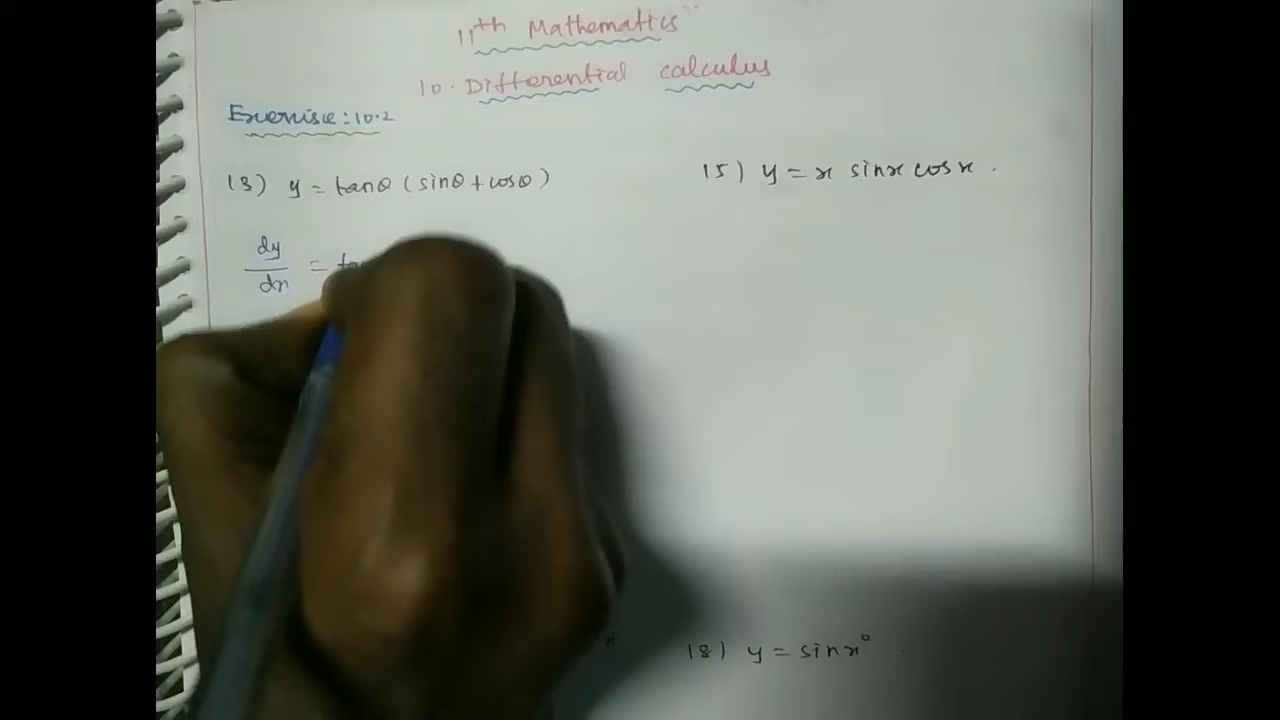 11th Mathematics
10. Differential calculus
Exercise: 10.2
13) y = tanθ (sinθ + cosθ)
15) y = x sinx cosx .
dy/dx =
18) y = sinx°